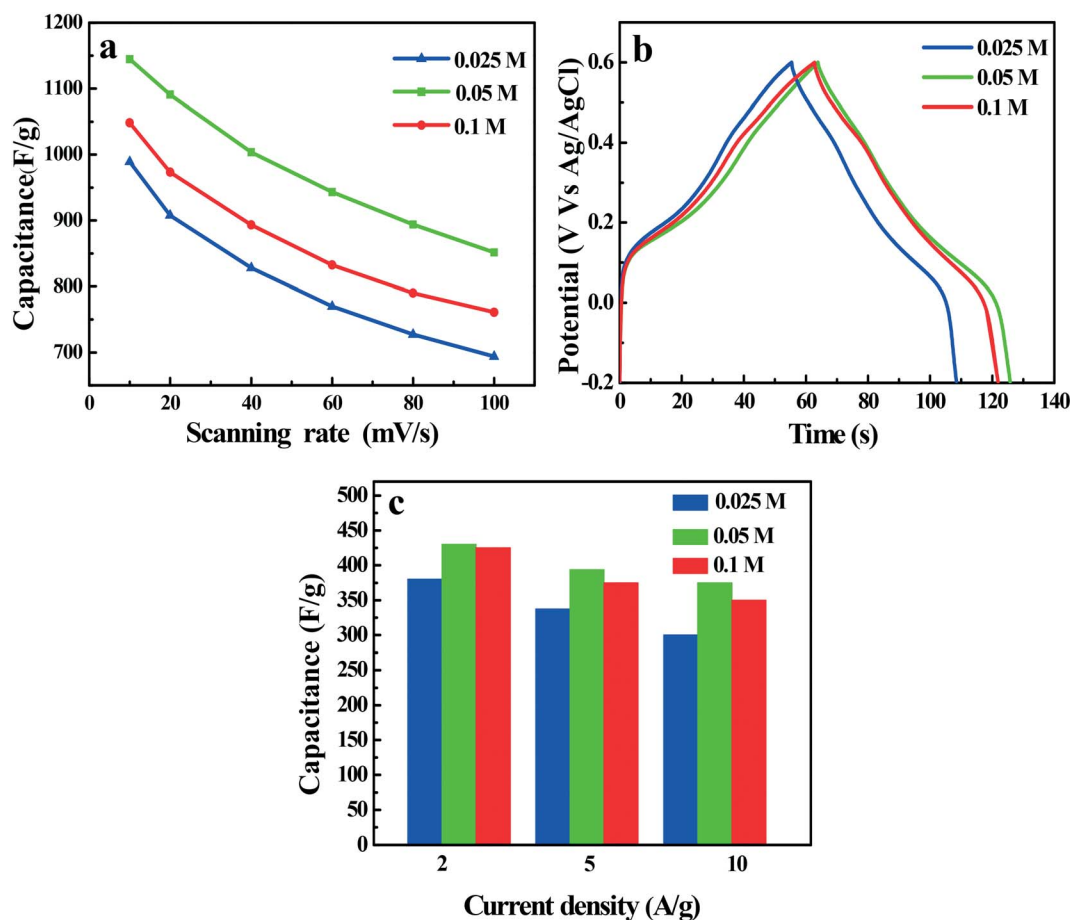 a
0.025 M
0.05 M
0.1 M
1200
1100
1000
900
800
700
Capacitance(F/g)
0 20 40 60 80 100
Scanning rate (mV/s)
b
0.025 M
0.05 M
0.1 M
0.6
0.4
0.2
0.0
-0.2
Potential (V Vs Ag/AgCl)
0 20 40 60 80 100 120 140
Time (s)
c
0.025 M
0.05 M
0.1 M
500
450
400
350
300
250
200
150
100
50
0
Capacitance (F/g)
2 5 10
Current density (A/g)